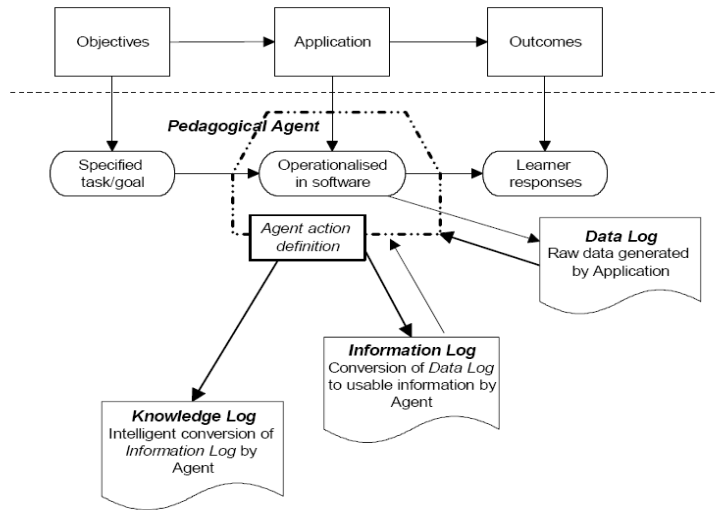 Objectives
Application
Outcomes
Pedagogical Agent
Specified
task/goal
Operationalised
in software
Learner
responses
Agent action
definition
Data Log
Raw data generated
by Application
Information Log
Conversion of Data Log
to usable information by
Agent
Knowledge Log
Intelligent conversion of
Information Log by
Agent